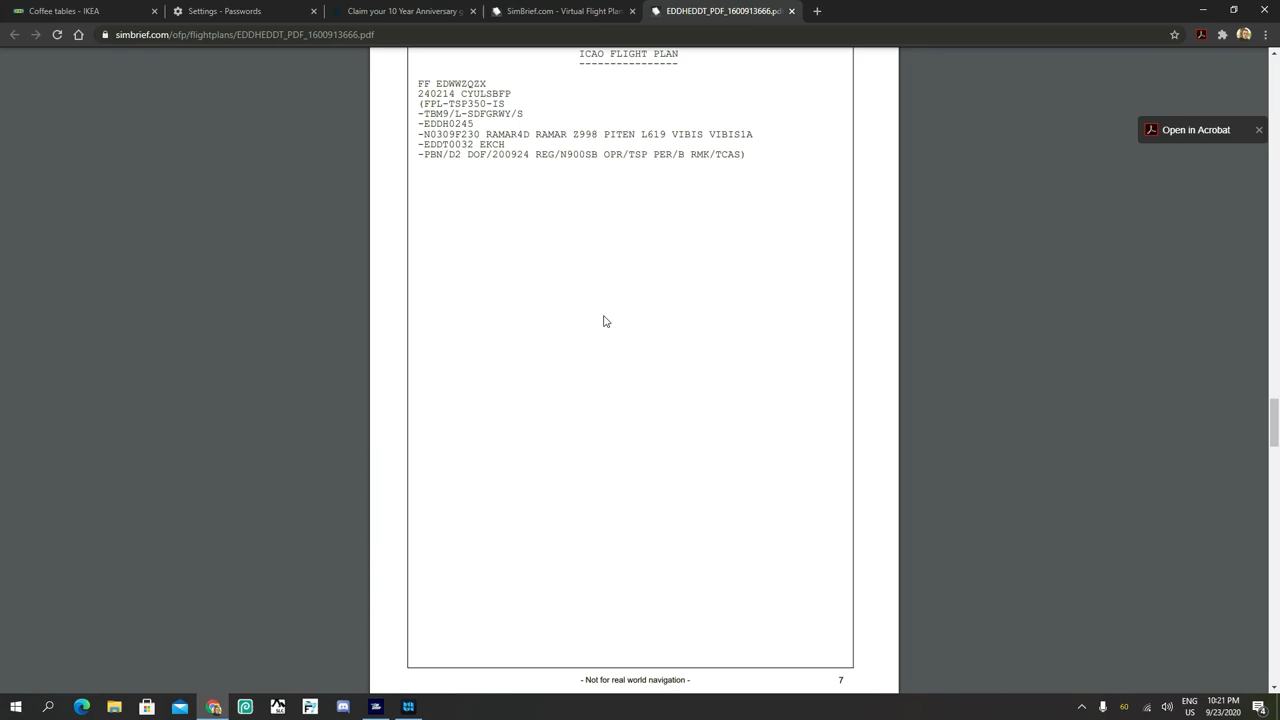 Coffee tables - IKEA
Settings - Passwords
Claim your 10 Year Anniversary
SimBrief.com - Virtual Flight Plan
EDDHEDDT_PDF_1600913666.pdf
simbrief.com/ofp/flightplans/EDDHEDDT_PDF_1600913666.pdf
Open in Acrobat
ICAO FLIGHT PLAN
----------------
FF EDWWZQZX
240214 CYULSBFP
(FPL-TSP350-IS
-TBM9/L-SDFGRWY/S
-EDDH0245
-N0309F230 RAMAR4D RAMAR Z998 PITEN L619 VIBIS VIBIS1A
-EDDT0032 EKCH
-PBN/D2 DOF/200924 REG/N900SB OPR/TSP PER/B RMK/TCAS)
- Not for real world navigation -
7
ENG
US
10:21 PM
9/23/2020